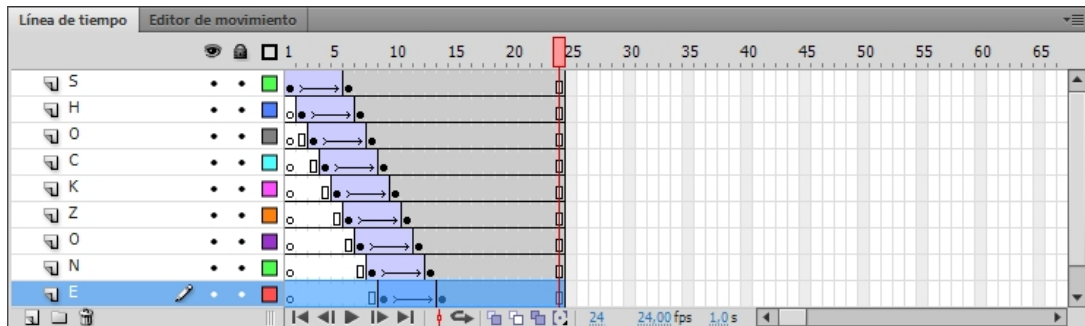 Línea de tiempo Editor de movimiento
1 5 10 15 20 25 30 35 40 45 50 55 60 65
S
H
O
C
K
Z
O
N
E
24 24,00 fps 1,0 s